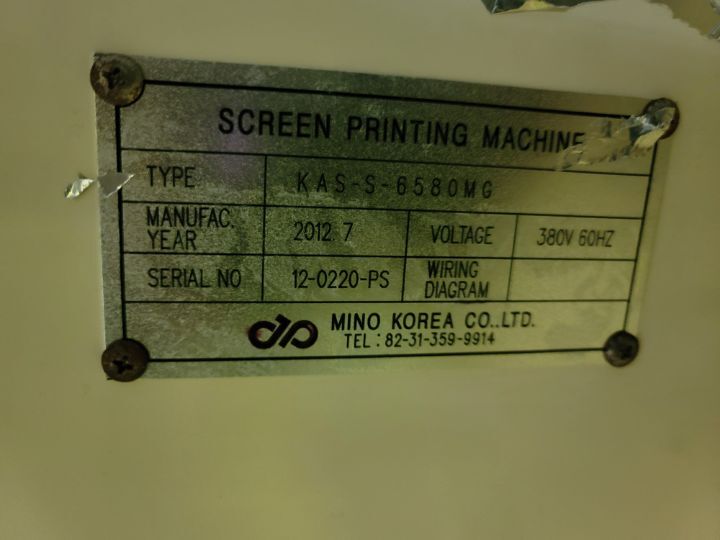 SCREEN PRINTING MACHINE
TYPE KAS-S-6580MG
MANUFAC. YEAR 2012.7 VOLTAGE 380V 60HZ
SERIAL NO 12-0220-PS WIRING DIAGRAM
MINO KOREA CO.,LTD.
TEL : 82-31-359-9914